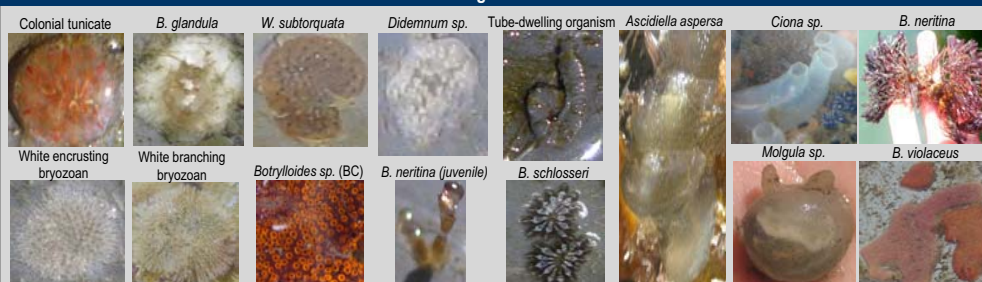 Colonial tunicate
B. glandula
W. subtorquata
Didemnum sp.
Tube-dwelling organism
Ascidiella aspersa
Ciona sp.
B. neritina
White encrusting
bryozoan
White branching
bryozoan
Botrylloides sp. (BC)
B. neritina (juvenile)
B. schlosseri
Molgula sp.
B. violaceus